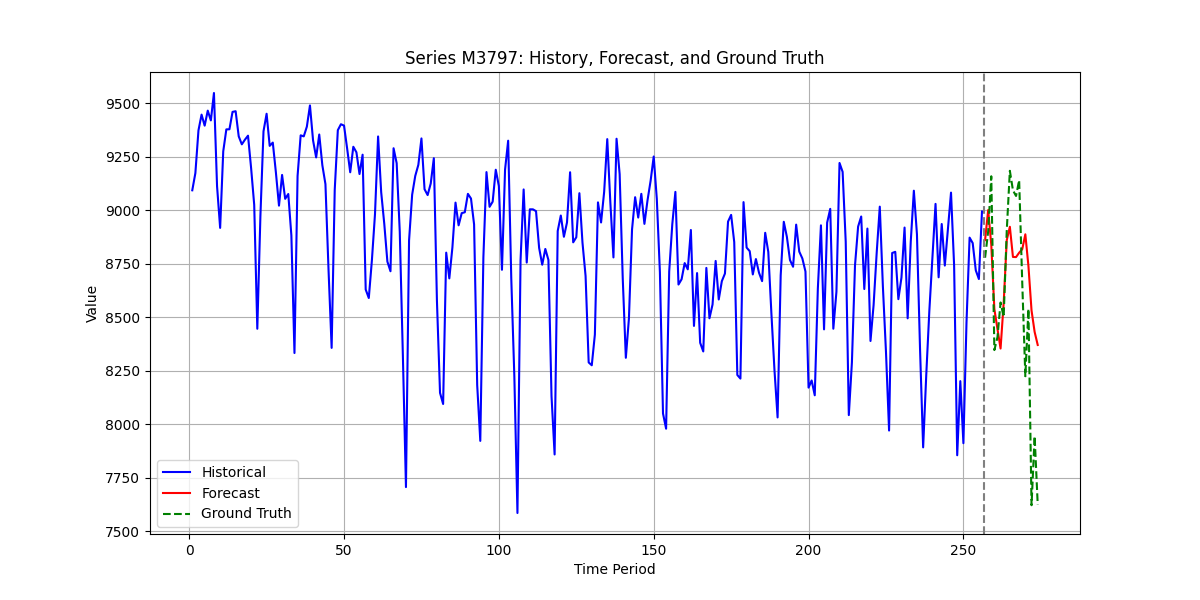 Series M3797: History, Forecast, and Ground Truth
Value
9500
9250
9000
8750
8500
8250
8000
7750
7500
Historical
Forecast
Ground Truth
0
50
100
150
200
250
Time Period